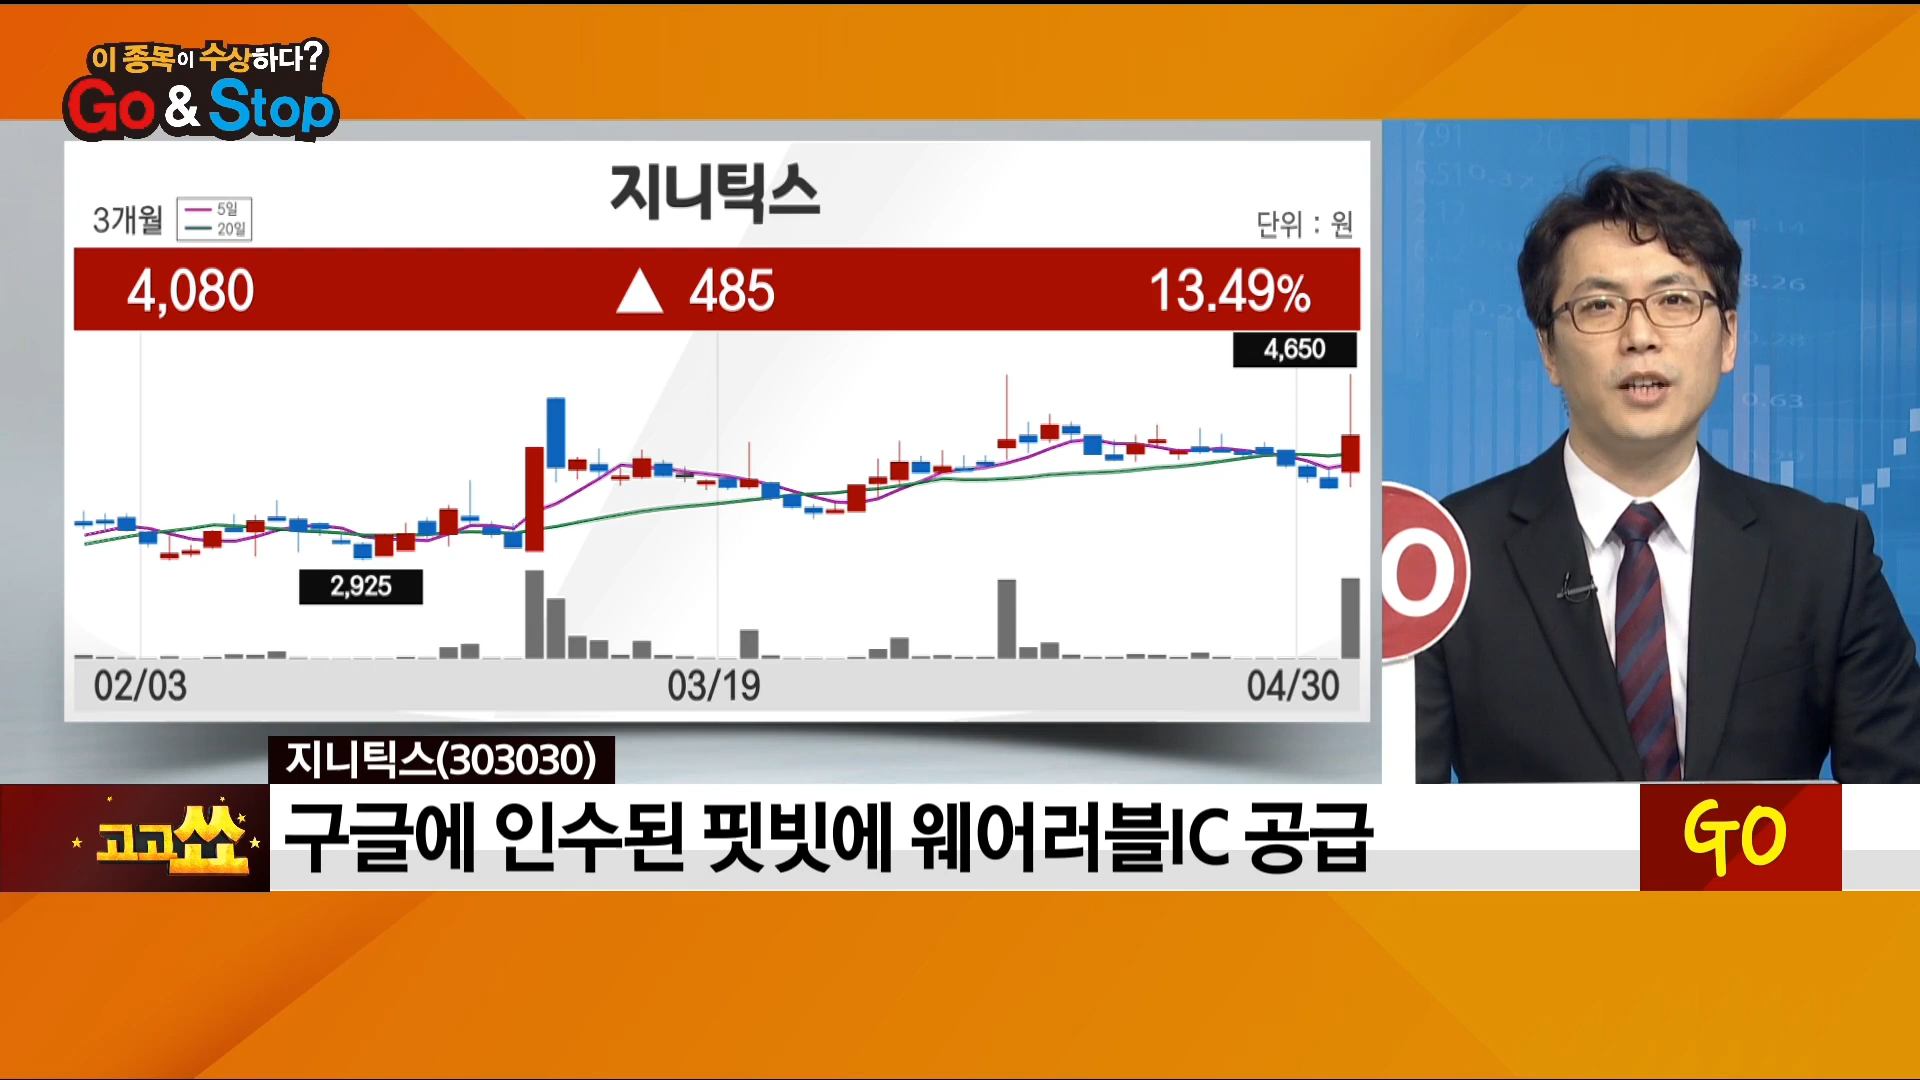 이 종목이 수상하다?
Go & Stop
지니틱스
3개월
5일
20일
단위 : 원
4,080 ▲ 485 13.49%
4,650
2,925
02/03 03/19 04/30
지니틱스(303030)
고고쑈
구글에 인수된 핏빗에 웨어러블IC 공급
GO
O